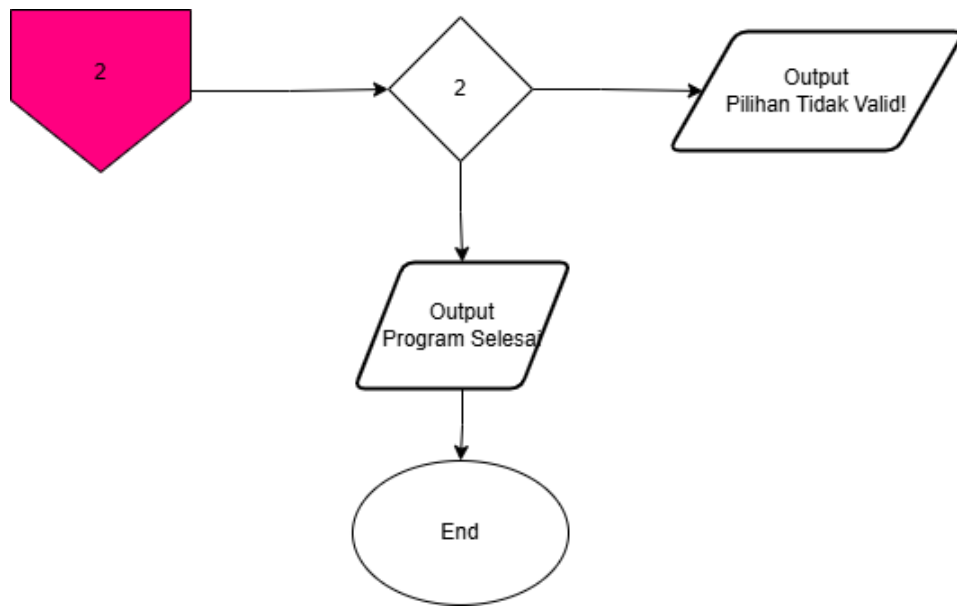 2
2
Output
Pilihan Tidak Valid!
Output
Program Selesai
End